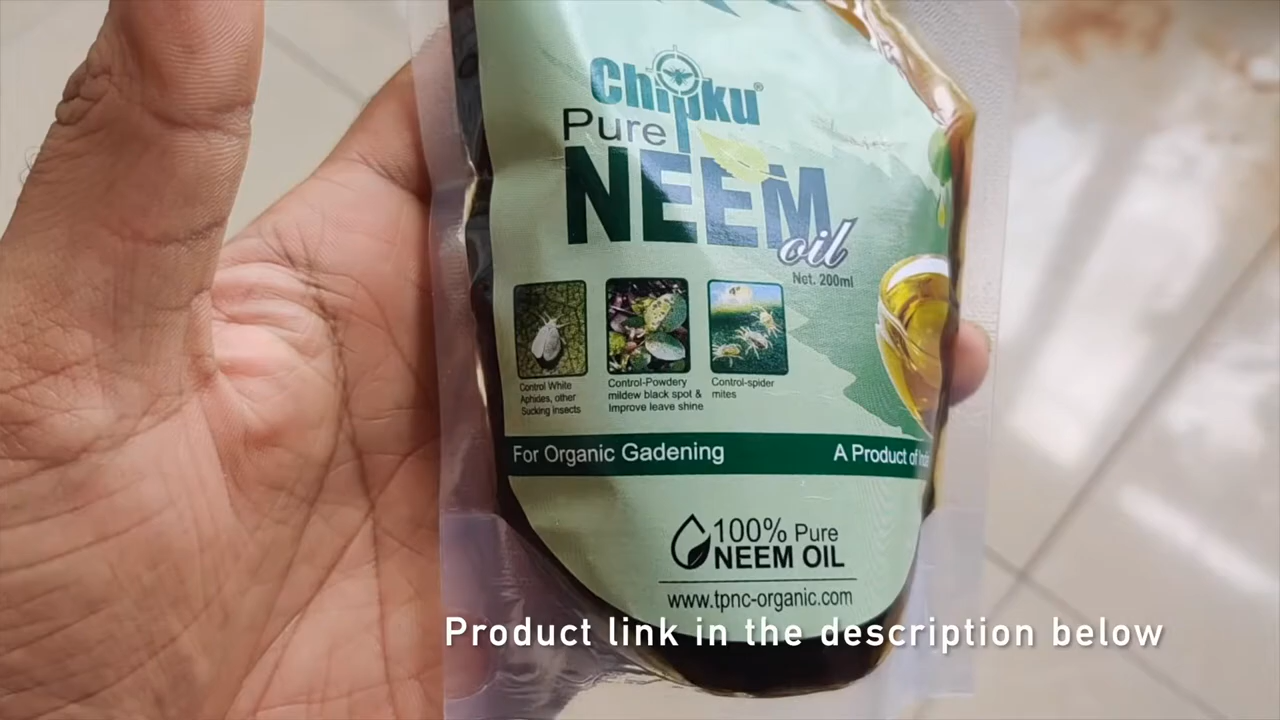 Chipku®
Pure
NEEM
oil
Net. 200ml
Control White
Aphides, other
Sucking insects
Control-Powdery
mildew black spot &
Improve leave shine
Control-spider
mites
For Organic Gadening
A Product of
100% Pure
NEEM OIL
www.tpnc-organic.com
Product link in the description below